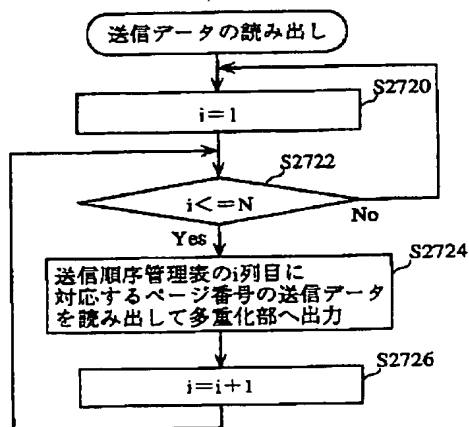 送信データの読み出し
S2720
i=1
S2722
i<=N
No
Yes
S2724
送信順序管理表のi列目に
対応するページ番号の送信データ
を読み出して多重化部へ出力
S2726
i=i+1